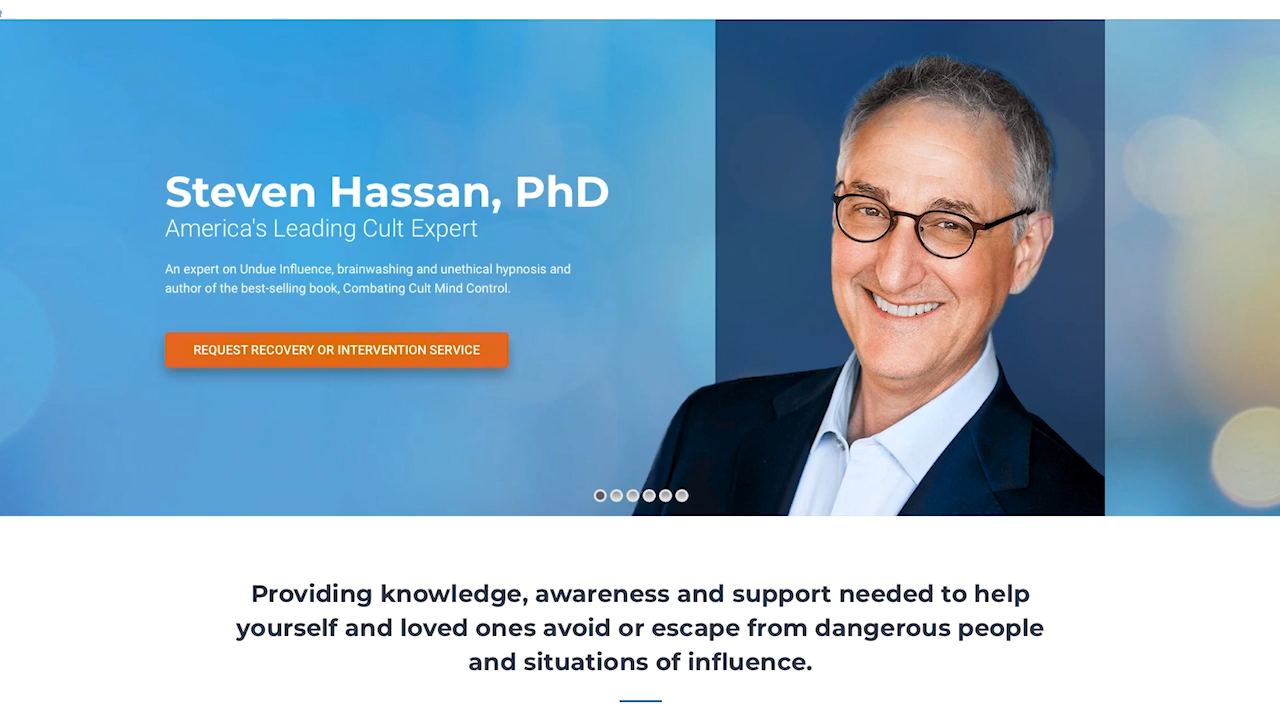 Steven Hassan, PhD
America's Leading Cult Expert
An expert on Undue Influence, brainwashing and unethical hypnosis and
author of the best-selling book, Combating Cult Mind Control.
REQUEST RECOVERY OR INTERVENTION SERVICE
Providing knowledge, awareness and support needed to help
yourself and loved ones avoid or escape from dangerous people
and situations of influence.